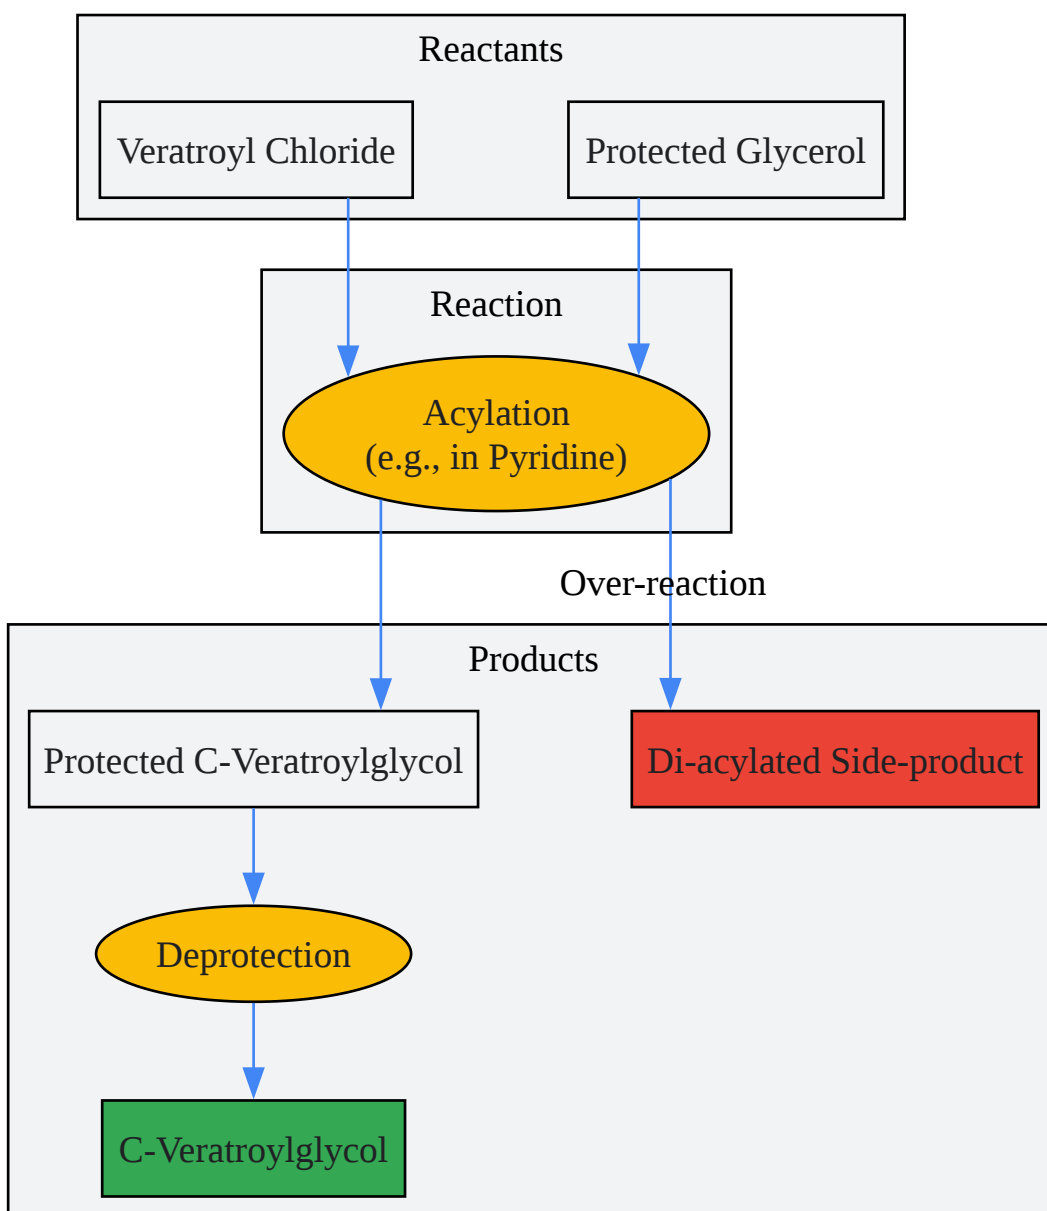 Reactants
Veratroyl Chloride
Protected Glycerol
Reaction
Acylation
(e.g., in Pyridine)
Over-reaction
Products
Protected C-Veratroylglycol
Di-acylated Side-product
Deprotection
C-Veratroylglycol